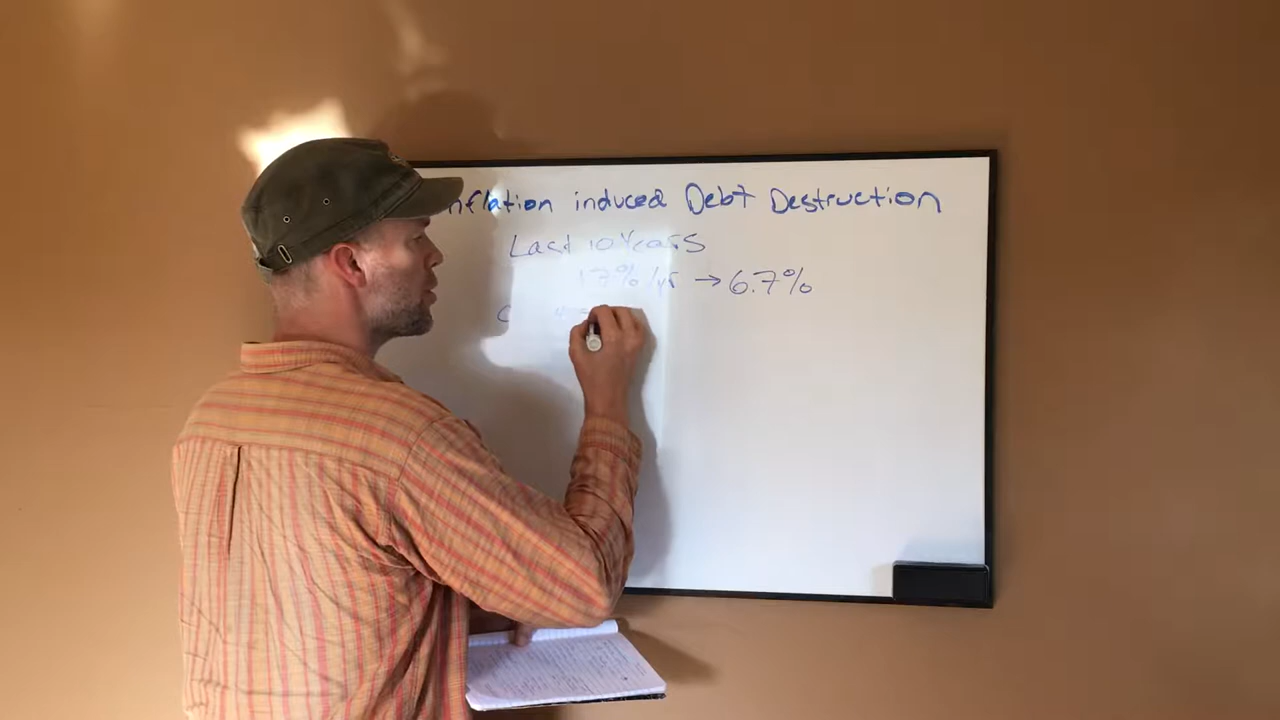 nflation induced Debt Destruction
Last 10 Years
17%/yr → 6.7%